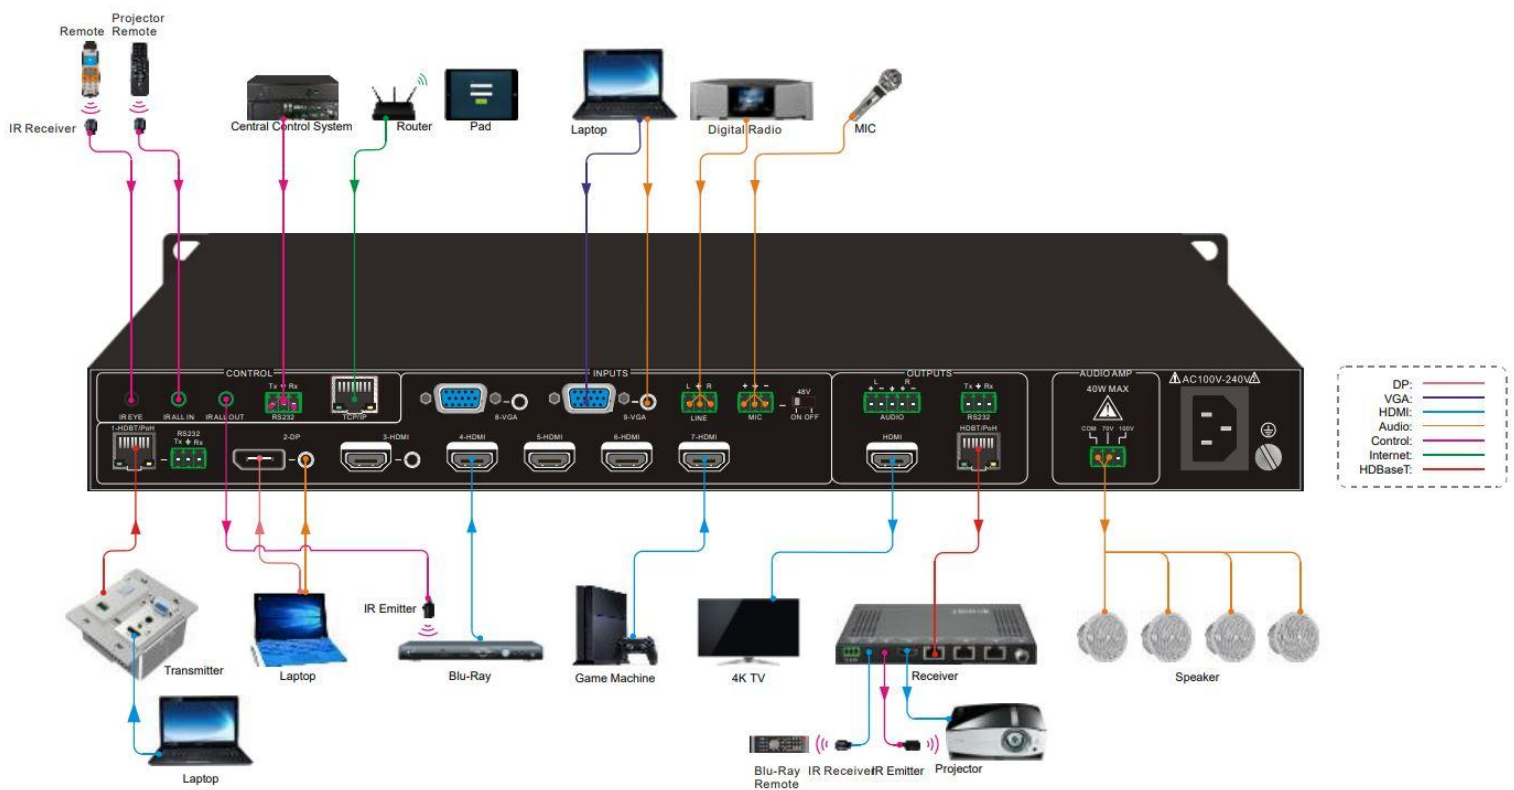 Projector
Remote
Remote
IR Receiver
Central Control System
Router
Pad
Laptop
Digital Radio
MIC
CONTROL
INPUTS
OUTPUTS
AUDIO AMP
AC100V-240V
Tx Rx
L R
+ -
48V
L R
+ - + -
Tx Rx
40W MAX
IR EYE
IR ALL IN
IR ALL OUT
RS232
TCP/IP
8-VGA
9-VGA
LINE
MIC
ON OFF
AUDIO
RS232
COM 70V 100V
1-HDBT/PoH
RS232
Tx Rx
2-DP
3-HDMI
4-HDMI
5-HDMI
6-HDMI
7-HDMI
HDMI
HDBT/PoH
DP:
VGA:
HDMI:
Audio:
Control:
Internet:
HDBaseT:
IR Emitter
Transmitter
Laptop
Blu-Ray
Game Machine
4K TV
Receiver
Speaker
Laptop
Blu-Ray
Remote
IR Receiver
IR Emitter
Projector